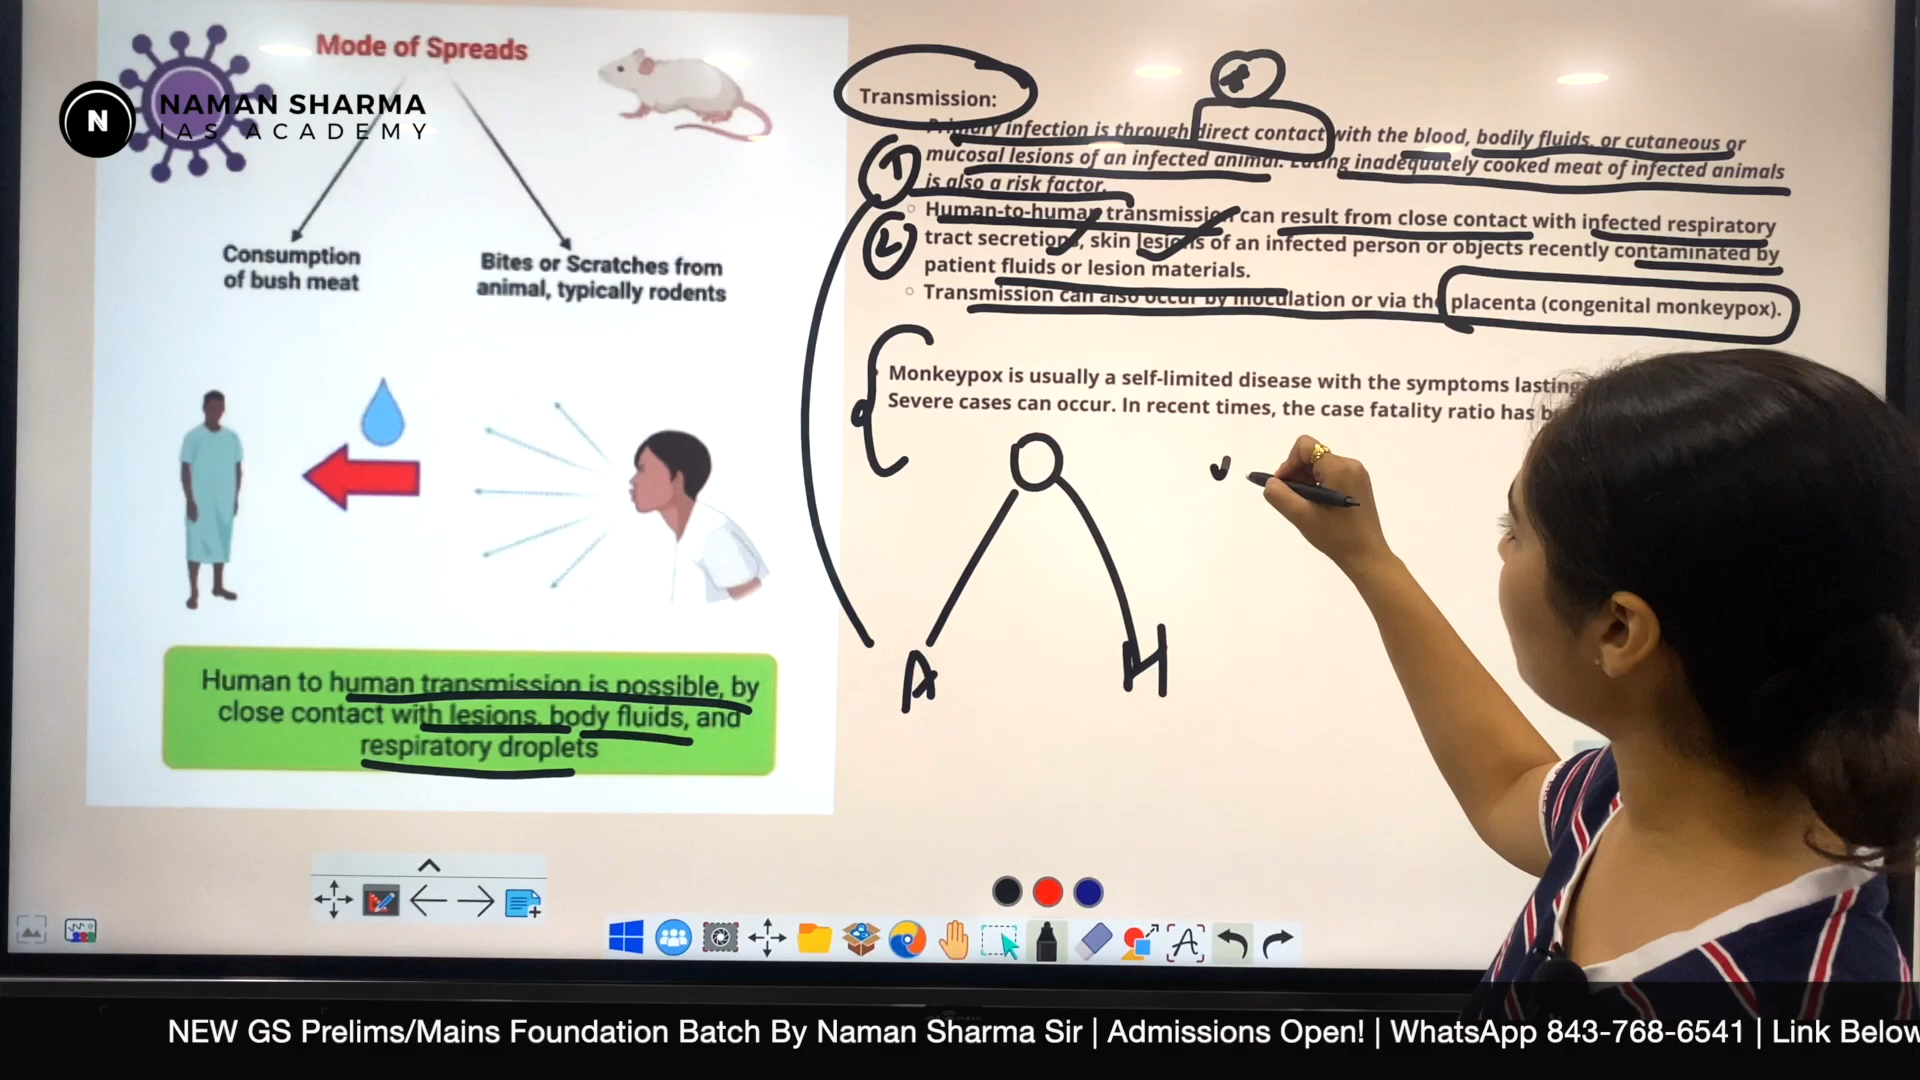 Mode of Spreads
N
NAMAN SHARMA
IAS ACADEMY
Consumption
of bush meat
Bites or Scratches from
animal, typically rodents
Human to human transmission is possible, by
close contact with lesions, body fluids, and
respiratory droplets
Transmission:
Primary infection is through direct contact with the blood, bodily fluids, or cutaneous or
mucosal lesions of an infected animal. Eating inadequately cooked meat of infected animals
is also a risk factor.
Human-to-human transmission can result from close contact with infected respiratory
tract secretions, skin lesions of an infected person or objects recently contaminated by
patient fluids or lesion materials.
Transmission can also occur by inoculation or via the placenta (congenital monkeypox).
1
2
Monkeypox is usually a self-limited disease with the symptoms lasting
Severe cases can occur. In recent times, the case fatality ratio has
A
H
A
NEW GS Prelims/Mains Foundation Batch By Naman Sharma Sir | Admissions Open! | WhatsApp 843-768-6541 | Link Below